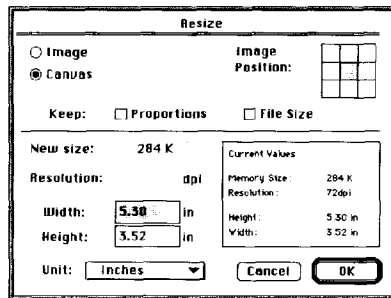 Resize
Image
Canvas
Image Position:
Keep: Proportions File Size
New size: 284 K
Resolution: dpi
Width: 5.30 in
Height: 3.52 in
Unit: Inches
Current Values
Memory Size: 284 K
Resolution: 72dpi
Height: 5.30 in
Width: 3.52 in
Cancel OK